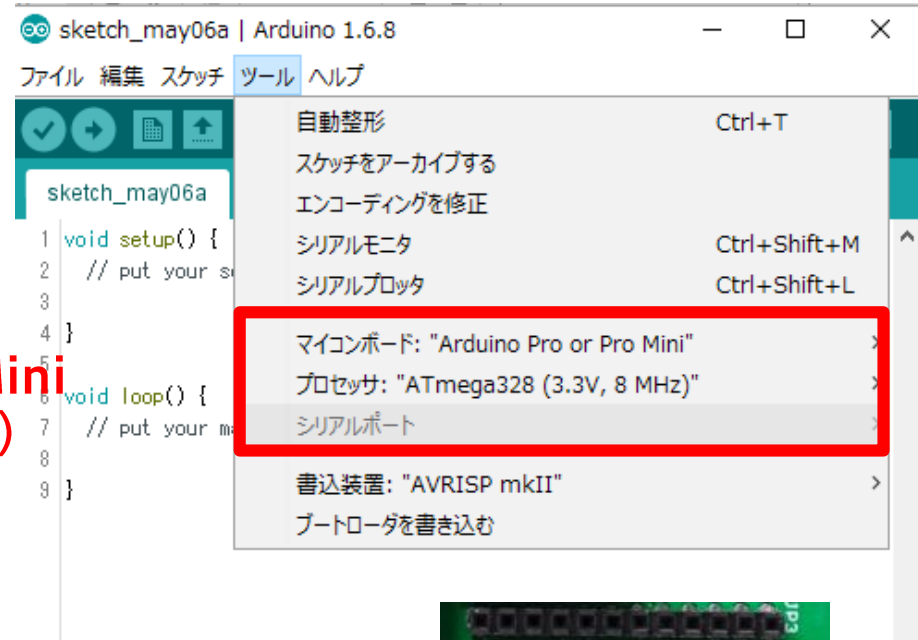 sketch_may06a | Arduino 1.6.8
ファイル 編集 スケッチ ツール ヘルプ
sketch_may06a
自動整形 Ctrl+T
スケッチをアーカイブする
エンコーディングを修正
シリアルモニタ Ctrl+Shift+M
シリアルプロッタ Ctrl+Shift+L
マイコンボード: "Arduino Pro or Pro Mini"
プロセッサ: "ATmega328 (3.3V, 8 MHz)"
シリアルポート
書込装置: "AVRISP mkII"
ブートローダを書き込む
1 void setup() {
2 // put your s
3
4 }
5
6 void loop() {
7 // put your m
8
9 }
ini
)
JP3